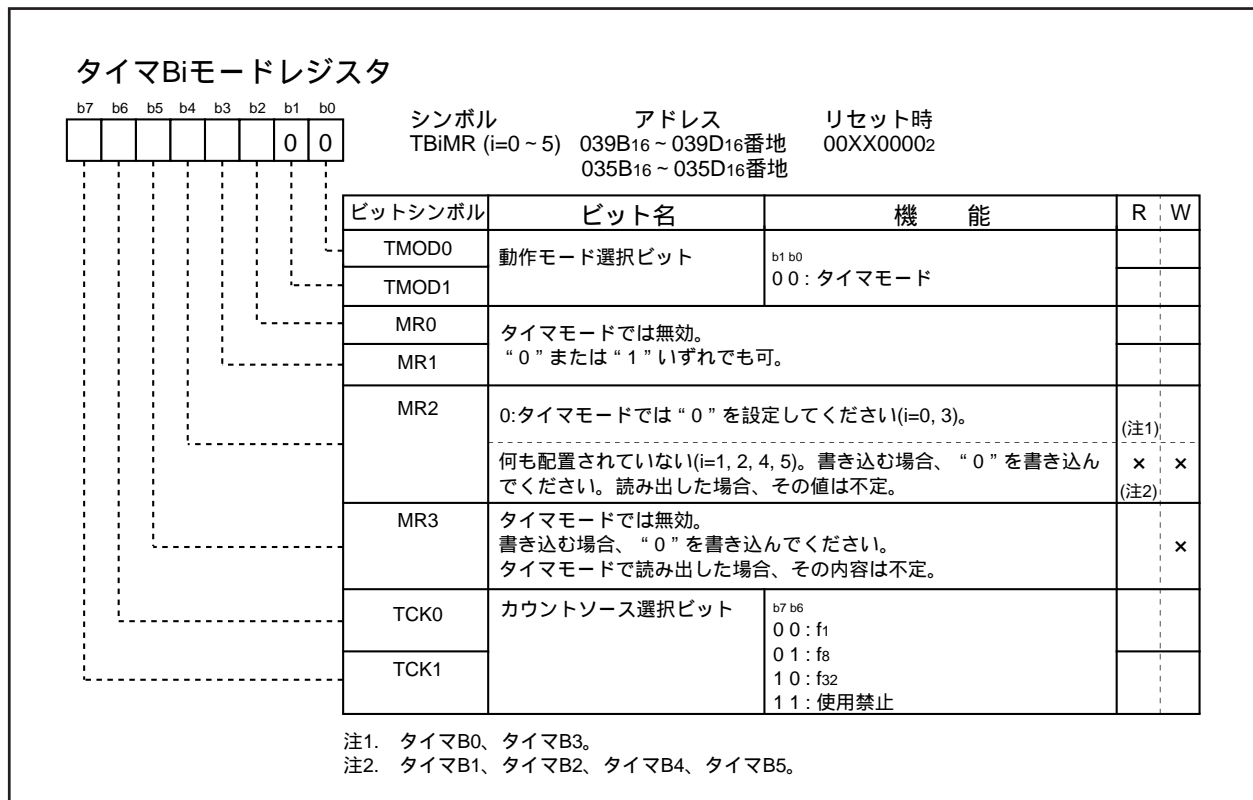 タイマBiモードレジスタ
b7 b6 b5 b4 b3 b2 b1 b0
0 0
シンボル アドレス リセット時
TBiMR (i=0 ~ 5) 039B16 ~ 039D16番地 00XX00002
035B16 ~ 035D16番地
ビットシンボル ビット名 機 能 R W
TMOD0
TMOD1
動作モード選択ビット
b1 b0
0 0 : タイマモード
MR0
MR1
タイマモードでは無効。
“ 0 ” または “ 1 ” いずれでも可。
MR2
0:タイマモードでは “ 0 ” を設定してください(i=0, 3)。
(注1)
何も配置されていない(i=1, 2, 4, 5)。書き込む場合、 “ 0 ” を書き込ん
でください。読み出した場合、その値は不定。
× ×
(注2)
MR3
タイマモードでは無効。
書き込む場合、 “ 0 ” を書き込んでください。
タイマモードで読み出した場合、その内容は不定。
×
TCK0
TCK1
カウントソース選択ビット
b7 b6
0 0 : f1
0 1 : f8
1 0 : f32
1 1 : 使用禁止
注1. タイマB0、タイマB3。
注2. タイマB1、タイマB2、タイマB4、タイマB5。